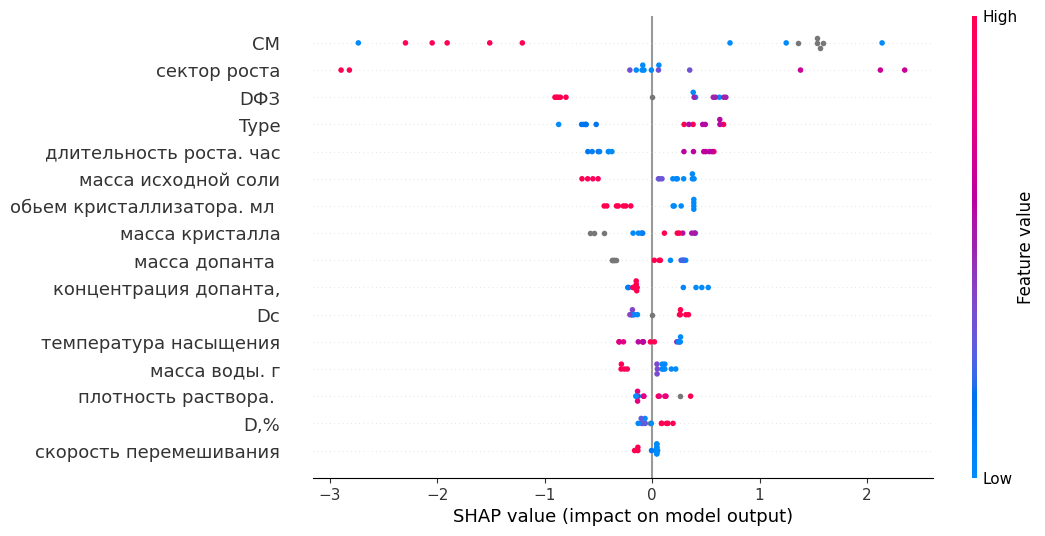 High
СМ
сектор роста
DФЗ
Type
длительность роста. час
масса исходной соли
обьем кристаллизатора. мл
масса кристалла
масса допанта
концентрация допанта,
Dc
температура насыщения
масса воды. г
плотность раствора.
D,%
скорость перемешивания
Low
Feature value
−3 −2 −1 0 1 2
SHAP value (impact on model output)